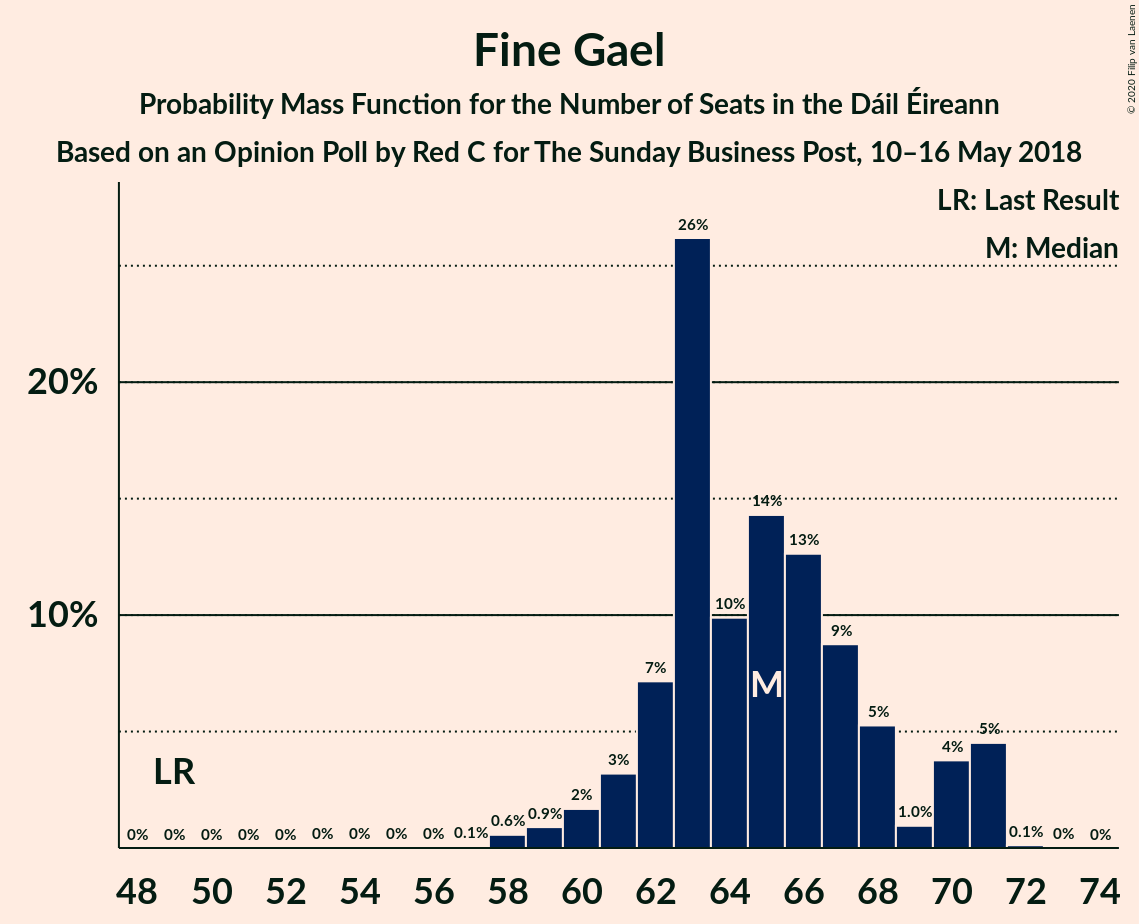 Fine Gael
Probability Mass Function for the Number of Seats in the Dáil Éireann
Based on an Opinion Poll by Red C for The Sunday Business Post, 10–16 May 2018
© 2020 Filip van Laenen
LR: Last Result
M: Median
26%
20%
14%
13%
10%
10%
9%
7%
M
5%
5%
4%
LR
3%
2%
0% 0% 0% 0% 0% 0% 0% 0% 0% 0.1% 0.6% 0.9% 1.0% 0.1% 0% 0%
48 50 52 54 56 58 60 62 64 66 68 70 72 74